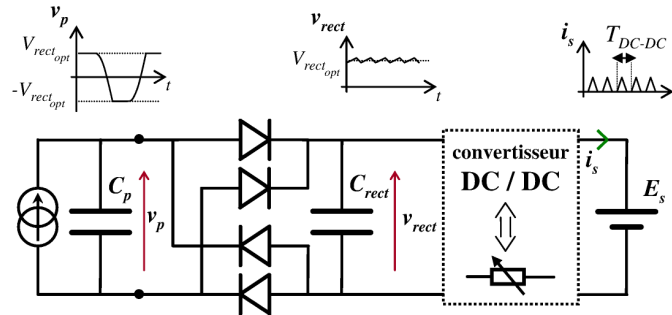 v_p
V_rect_opt
-V_rect_opt
t
v_rect
V_rect_opt
t
i_s
T_DC-DC
C_p
v_p
C_rect
v_rect
convertisseur
DC / DC
i_s
E_s